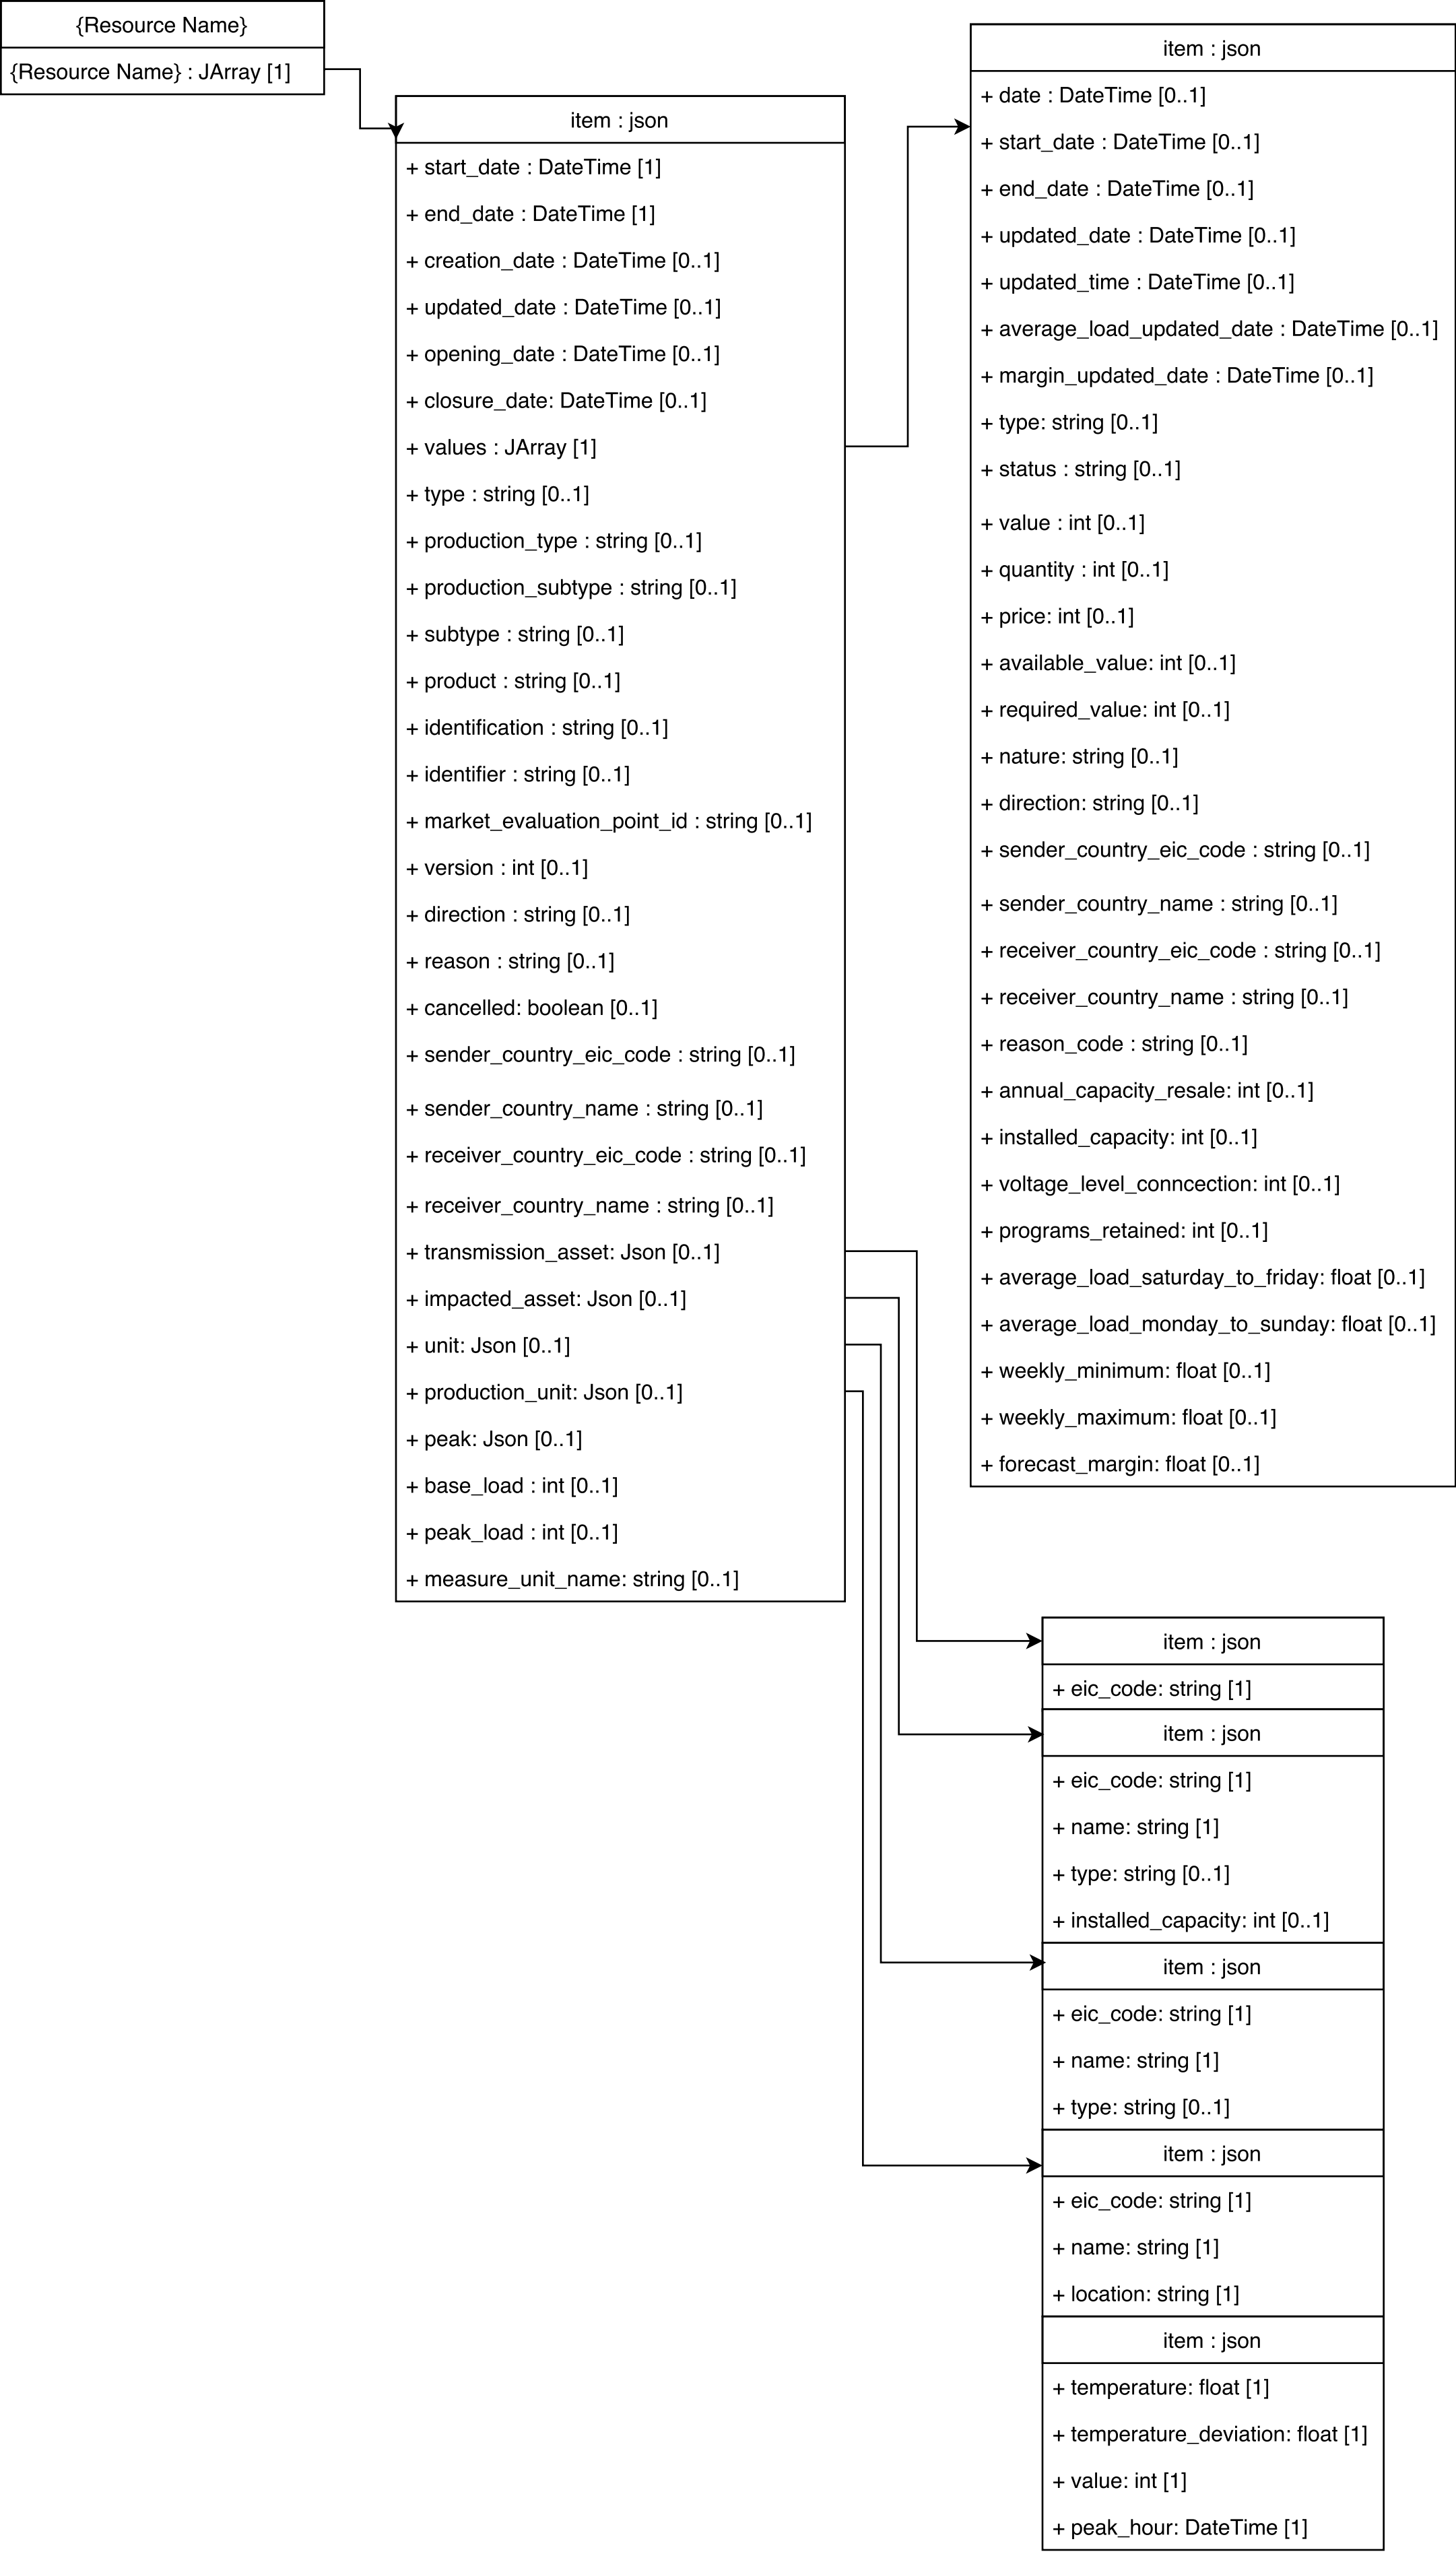 {Resource Name}
{Resource Name} : JArray [1]
item : json
+ start_date : DateTime [1]
+ end_date : DateTime [1]
+ creation_date : DateTime [0..1]
+ updated_date : DateTime [0..1]
+ opening_date : DateTime [0..1]
+ closure_date: DateTime [0..1]
+ values : JArray [1]
+ type : string [0..1]
+ production_type : string [0..1]
+ production_subtype : string [0..1]
+ subtype : string [0..1]
+ product : string [0..1]
+ identification : string [0..1]
+ identifier : string [0..1]
+ market_evaluation_point_id : string [0..1]
+ version : int [0..1]
+ direction : string [0..1]
+ reason : string [0..1]
+ cancelled: boolean [0..1]
+ sender_country_eic_code : string [0..1]
+ sender_country_name : string [0..1]
+ receiver_country_eic_code : string [0..1]
+ receiver_country_name : string [0..1]
+ transmission_asset: Json [0..1]
+ impacted_asset: Json [0..1]
+ unit: Json [0..1]
+ production_unit: Json [0..1]
+ peak: Json [0..1]
+ base_load : int [0..1]
+ peak_load : int [0..1]
+ measure_unit_name: string [0..1]
item : json
+ date : DateTime [0..1]
+ start_date : DateTime [0..1]
+ end_date : DateTime [0..1]
+ updated_date : DateTime [0..1]
+ updated_time : DateTime [0..1]
+ average_load_updated_date : DateTime [0..1]
+ margin_updated_date : DateTime [0..1]
+ type: string [0..1]
+ status : string [0..1]
+ value : int [0..1]
+ quantity : int [0..1]
+ price: int [0..1]
+ available_value: int [0..1]
+ required_value: int [0..1]
+ nature: string [0..1]
+ direction: string [0..1]
+ sender_country_eic_code : string [0..1]
+ sender_country_name : string [0..1]
+ receiver_country_eic_code : string [0..1]
+ receiver_country_name : string [0..1]
+ reason_code : string [0..1]
+ annual_capacity_resale: int [0..1]
+ installed_capacity: int [0..1]
+ voltage_level_conncection: int [0..1]
+ programs_retained: int [0..1]
+ average_load_saturday_to_friday: float [0..1]
+ average_load_monday_to_sunday: float [0..1]
+ weekly_minimum: float [0..1]
+ weekly_maximum: float [0..1]
+ forecast_margin: float [0..1]
item : json
+ eic_code: string [1]
item : json
+ eic_code: string [1]
+ name: string [1]
+ type: string [0..1]
+ installed_capacity: int [0..1]
item : json
+ eic_code: string [1]
+ name: string [1]
+ type: string [0..1]
item : json
+ eic_code: string [1]
+ name: string [1]
+ location: string [1]
item : json
+ temperature: float [1]
+ temperature_deviation: float [1]
+ value: int [1]
+ peak_hour: DateTime [1]